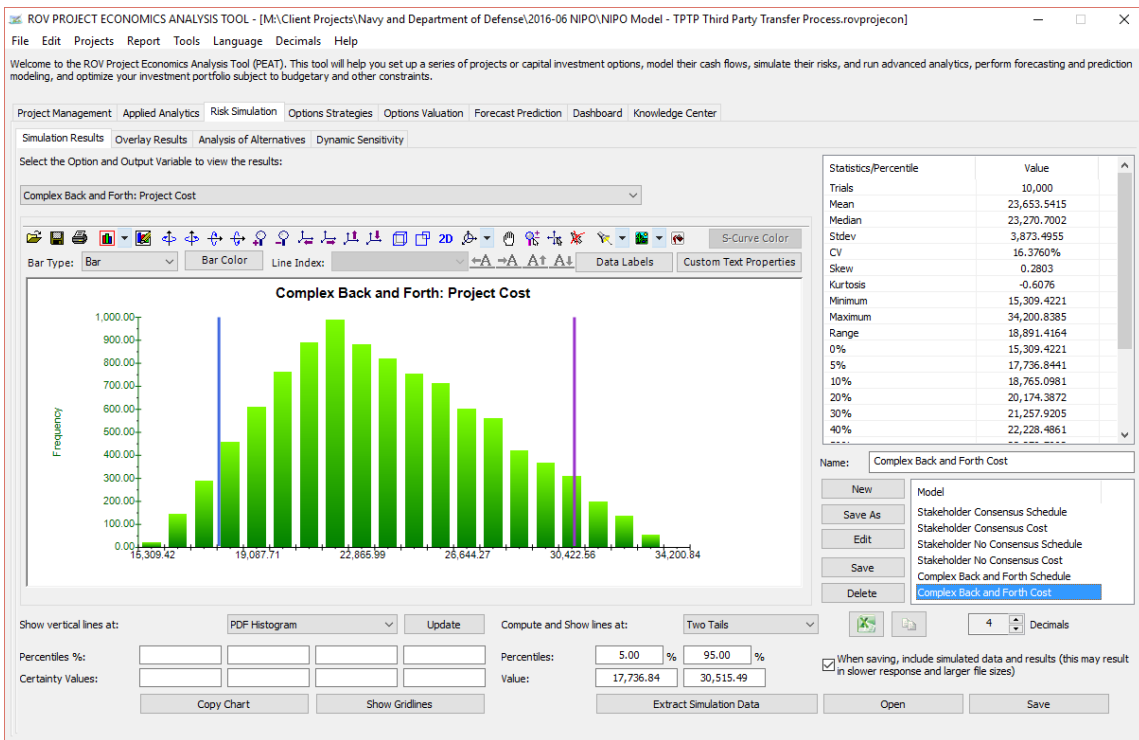 ROV PROJECT ECONOMICS ANALYSIS TOOL - [M:\Client Projects\Navy and Department of Defense\2016-06 NIPO\NIPO Model - TPTP Third Party Transfer Process.rovprojecon]
File Edit Projects Report Tools Language Decimals Help
Welcome to the ROV Project Economics Analysis Tool (PEAT). This tool will help you set up a series of projects or capital investment options, model their cash flows, simulate their risks, and run advanced analytics, perform forecasting and prediction
modeling, and optimize your investment portfolio subject to budgetary and other constraints.
Project Management Applied Analytics Risk Simulation Options Strategies Options Valuation Forecast Prediction Dashboard Knowledge Center
Simulation Results Overlay Results Analysis of Alternatives Dynamic Sensitivity
Select the Option and Output Variable to view the results:
Complex Back and Forth: Project Cost
2D S-Curve Color
Bar Type: Bar Bar Color Line Index: A A A A Data Labels Custom Text Properties
Complex Back and Forth: Project Cost
Frequency
1,000.00
900.00
800.00
700.00
600.00
500.00
400.00
300.00
200.00
100.00
0.00
15,309.42 19,087.71 22,865.99 26,644.27 30,422.56 34,200.84
Statistics/Percentile Value
Trials 10,000
Mean 23,653.5415
Median 23,270.7002
Stdev 3,873.4955
CV 16.3760%
Skew 0.2803
Kurtosis -0.6076
Minimum 15,309.4221
Maximum 34,200.8385
Range 18,891.4164
0% 15,309.4221
5% 17,736.8441
10% 18,765.0981
20% 20,174.3872
30% 21,257.9205
40% 22,228.4861
Name: Complex Back and Forth Cost
New
Save As
Edit
Save
Delete
Model
Stakeholder Consensus Schedule
Stakeholder Consensus Cost
Stakeholder No Consensus Schedule
Stakeholder No Consensus Cost
Complex Back and Forth Schedule
Complex Back and Forth Cost
Show vertical lines at: PDF Histogram Update Compute and Show lines at: Two Tails 4 Decimals
Percentiles %: Percentiles: 5.00 % 95.00 %
Certainty Values: Value: 17,736.84 30,515.49
When saving, include simulated data and results (this may result
in slower response and larger file sizes)
Copy Chart Show Gridlines Extract Simulation Data Open Save